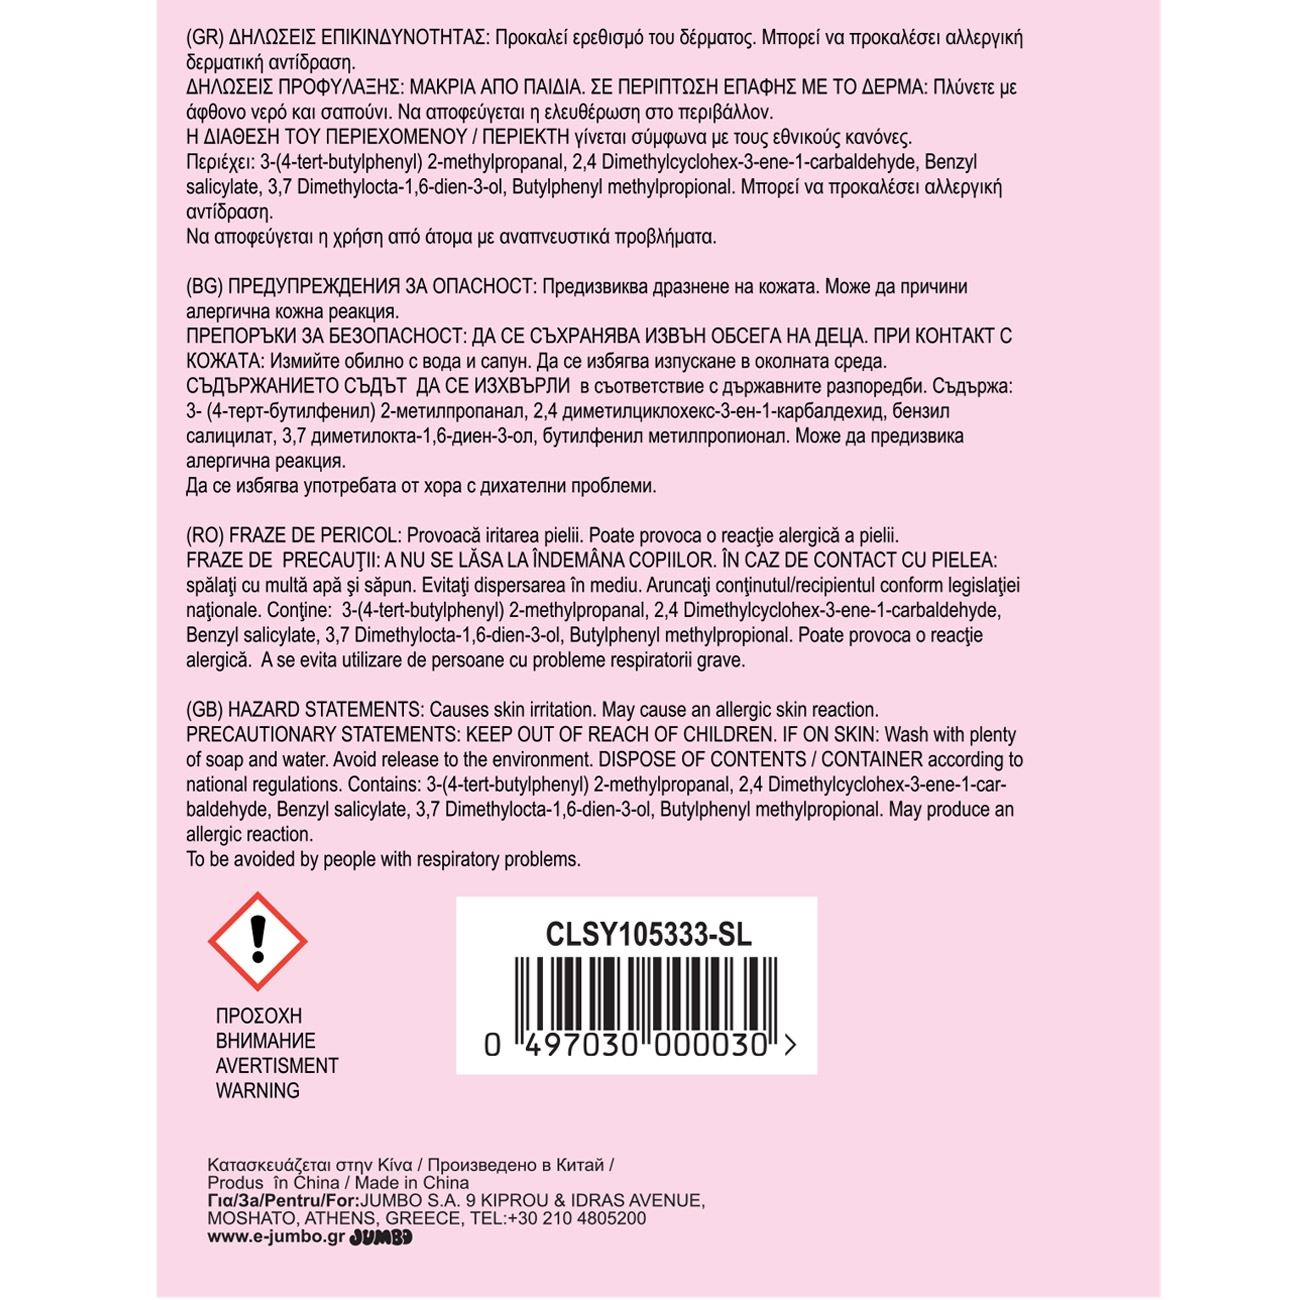 (GR) ΔΗΛΩΣΕΙΣ ΕΠΙΚΙΝΔΥΝΟΤΗΤΑΣ: Προκαλεί ερεθισμό του δέρματος. Μπορεί να προκαλέσει αλλεργική
δερματική αντίδραση.
ΔΗΛΩΣΕΙΣ ΠΡΟΦΥΛΑΞΗΣ: ΜΑΚΡΙΑ ΑΠΟ ΠΑΙΔΙΑ. ΣΕ ΠΕΡΙΠΤΩΣΗ ΕΠΑΦΗΣ ΜΕ ΤΟ ΔΕΡΜΑ: Πλύνετε με
άφθονο νερό και σαπούνι. Να αποφεύγεται η ελευθέρωση στο περιβάλλον.
Η ΔΙΑΘΕΣΗ ΤΟΥ ΠΕΡΙΕΧΟΜΕΝΟΥ / ΠΕΡΙΕΚΤΗ γίνεται σύμφωνα με τους εθνικούς κανόνες.
Περιέχει: 3-(4-tert-butylphenyl) 2-methylpropanal, 2,4 Dimethylcyclohex-3-ene-1-carbaldehyde, Benzyl
salicylate, 3,7 Dimethylocta-1,6-dien-3-ol, Butylphenyl methylpropional. Μπορεί να προκαλέσει αλλεργική
αντίδραση.
Να αποφεύγεται η χρήση από άτομα με αναπνευστικά προβλήματα.

(BG) ПРЕДУПРЕЖДЕНИЯ ЗА ОПАСНОСТ: Предизвиква дразнене на кожата. Може да причини
алергична кожна реакция.
ПРЕПОРЪКИ ЗА БЕЗОПАСНОСТ: ДА СЕ СЪХРАНЯВА ИЗВЪН ОБСЕГА НА ДЕЦА. ПРИ КОНТАКТ С
КОЖАТА: Измийте обилно с вода и сапун. Да се избягва изпускане в околната среда.
СЪДЪРЖАНИЕТО СЪДЪТ  ДА СЕ ИЗХВЪРЛИ  в съответствие с държавните разпоредби. Съдържа:
3- (4-терт-бутилфенил) 2-метилпропанал, 2,4 диметилциклохекс-3-ен-1-карбалдехид, бензил
салицилат, 3,7 диметилокта-1,6-диен-3-ол, бутилфенил метилпропионал. Може да предизвика
алергична реакция.
Да се избягва употребата от хора с дихателни проблеми.

(RO) FRAZE DE PERICOL: Provoacă iritarea pielii. Poate provoca o reacţie alergică a pielii.
FRAZE DE  PRECAUŢII: A NU SE LĂSA LA ÎNDEMÂNA COPIILOR. ÎN CAZ DE CONTACT CU PIELEA:
spălaţi cu multă apă şi săpun. Evitaţi dispersarea în mediu. Aruncaţi conţinutul/recipientul conform legislaţiei
naţionale. Conţine:  3-(4-tert-butylphenyl) 2-methylpropanal, 2,4 Dimethylcyclohex-3-ene-1-carbaldehyde,
Benzyl salicylate, 3,7 Dimethylocta-1,6-dien-3-ol, Butylphenyl methylpropional. Poate provoca o reacţie
alergică.  A se evita utilizare de persoane cu probleme respiratorii grave.

(GB) HAZARD STATEMENTS: Causes skin irritation. May cause an allergic skin reaction.
PRECAUTIONARY STATEMENTS: KEEP OUT OF REACH OF CHILDREN. IF ON SKIN: Wash with plenty
of soap and water. Avoid release to the environment. DISPOSE OF CONTENTS / CONTAINER according to
national regulations. Contains: 3-(4-tert-butylphenyl) 2-methylpropanal, 2,4 Dimethylcyclohex-3-ene-1-car-
baldehyde, Benzyl salicylate, 3,7 Dimethylocta-1,6-dien-3-ol, Butylphenyl methylpropional. May produce an
allergic reaction.
To be avoided by people with respiratory problems.

!
ΠΡΟΣΟΧΗ
ВНИМАНИЕ
AVERTISMENT
WARNING

CLSY105333-SL
0 497030 000030 >

Κατασκευάζεται στην Κίνα / Произведено в Китай /
Produs  în China / Made in China
Για/За/Pentru/For:JUMBO S.A. 9 KIPROU & IDRAS AVENUE,
MOSHATO, ATHENS, GREECE, TEL:+30 210 4805200
www.e-jumbo.gr JUMBO